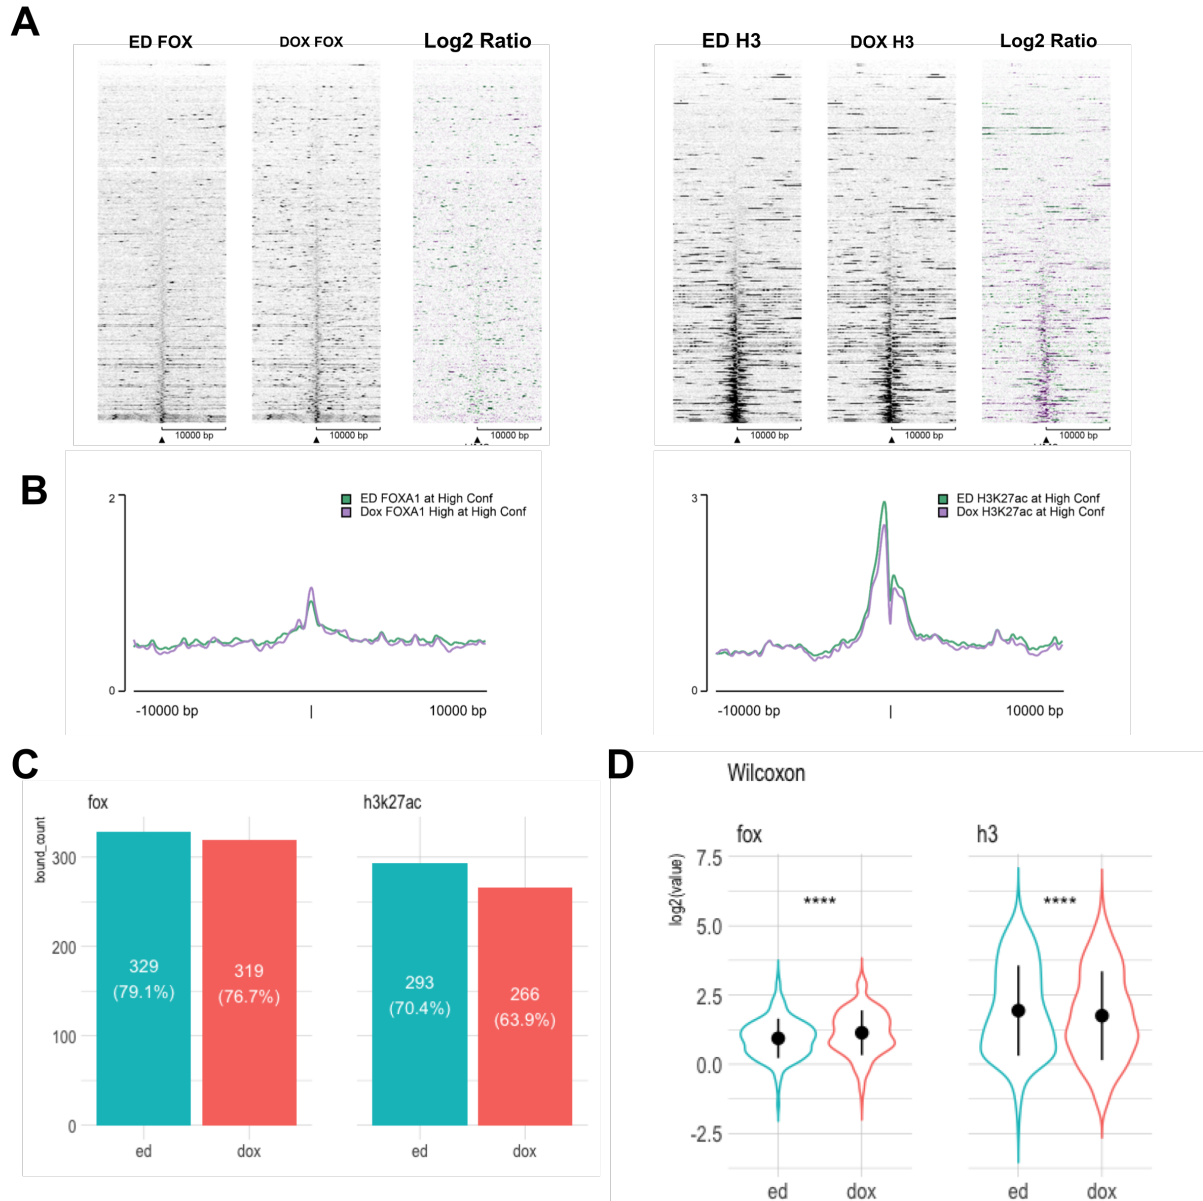 A
ED FOX
DOX FOX
Log2 Ratio
ED H3
DOX H3
Log2 Ratio
10000 bp
10000 bp
10000 bp
10000 bp
10000 bp
10000 bp
B
2
1
0
ED FOXA1 at High Conf
Dox FOXA1 High at High Conf
-10000 bp
|
10000 bp
3
1
0
ED H3K27ac at High Conf
Dox H3K27ac at High Conf
-10000 bp
|
10000 bp
C
fox
h3k27ac
bound_count
300
200
100
0
329
(79.1%)
319
(76.7%)
293
(70.4%)
266
(63.9%)
ed
dox
ed
dox
D
Wilcoxon
fox
h3
log2(value)
7.5
5.0
2.5
0.0
-2.5
****
****
ed
dox
ed
dox